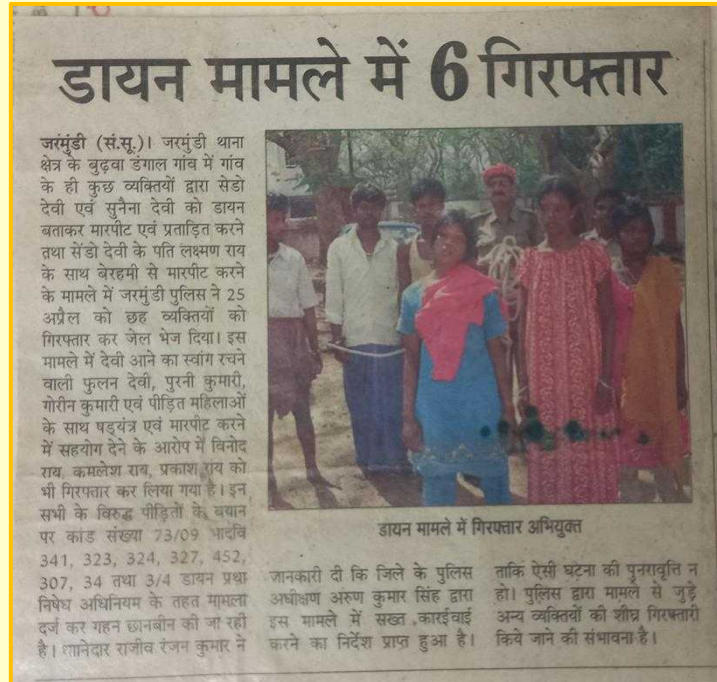 डायन मामले में 6 गिरफ्तार
जरमुंडी (सं.सू.)। जरमुंडी थाना
क्षेत्र के बुढ़वा डंगाल गांव में गांव
के ही कुछ व्यक्तियों द्वारा सेडो
देवी एवं सुनैना देवी को डायन
बताकर मारपीट एवं प्रताड़ित करने
तथा सेंडो देवी के पति लक्ष्मण राय
के साथ बेरहमी से मारपीट करने
के मामले में जरमुंडी पुलिस ने 25
अप्रैल को छह व्यक्तियों को
गिरफ्तार कर जेल भेज दिया। इस
मामले में देवी आने का स्वांग रचने
वाली फुलन देवी, पुरनी कुमारी,
गोरीन कुमारी एवं पीड़ित महिलाओं
के साथ षड्यंत्र एवं मारपीट करने
में सहयोग देने के आरोप में विनोद
राय, कमलेश राय, प्रकाश राय को
भी गिरफ्तार कर लिया गया है। इन
सभी के विरुद्ध पीड़ितों के बयान
पर कांड संख्या 73/09 भादवि
341, 323, 324, 327, 452,
307, 34 तथा 3/4 डायन प्रथा
निषेध अधिनियम के तहत मामला
दर्ज कर गहन छानबीन की जा रही
है। थानेदार राजीव रंजन कुमार ने
डायन मामले में गिरफ्तार अभियुक्त
जानकारी दी कि जिले के पुलिस
अधीक्षण अरुण कुमार सिंह द्वारा
इस मामले में सख्त कारईवाई
करने का निर्देश प्राप्त हुआ है।
ताकि ऐसी घटना की पुनरावृत्ति न
हो। पुलिस द्वारा मामले से जुड़े
अन्य व्यक्तियों की शीघ्र गिरफ्तारी
किये जाने की संभावना है।